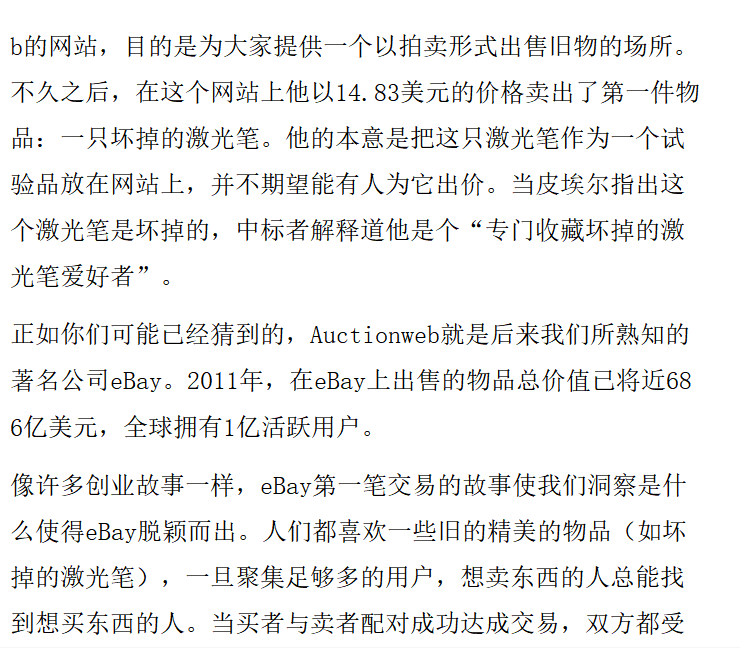 b的网站，目的是为大家提供一个以拍卖形式出售旧物的场所。
不久之后，在这个网站上他以14.83美元的价格卖出了第一件物
品：一只坏掉的激光笔。他的本意是把这只激光笔作为一个试
验品放在网站上，并不期望能有人为它出价。当皮埃尔指出这
个激光笔是坏掉的，中标者解释道他是个“专门收藏坏掉的激
光笔爱好者”。
正如你们可能已经猜到的，Auctionweb就是后来我们所熟知的
著名公司eBay。2011年，在eBay上出售的物品总价值已将近68
6亿美元，全球拥有1亿活跃用户。
像许多创业故事一样，eBay第一笔交易的故事使我们洞察是什
么使得eBay脱颖而出。人们都喜欢一些旧的精美的物品（如坏
掉的激光笔），一旦聚集足够多的用户，想卖东西的人总能找
到想买东西的人。当买者与卖者配对成功达成交易，双方都受